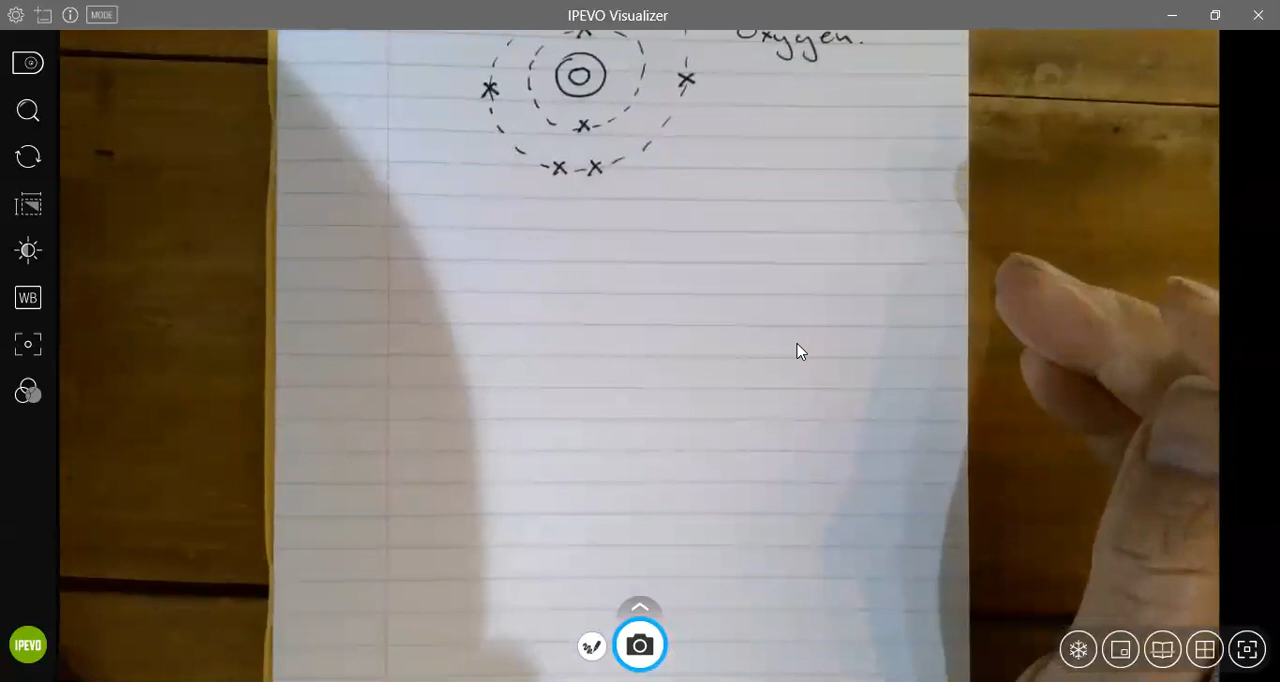 MODE
IPEVO Visualizer
Oxygen.
x
x x
x
x x
WB
IPEVO